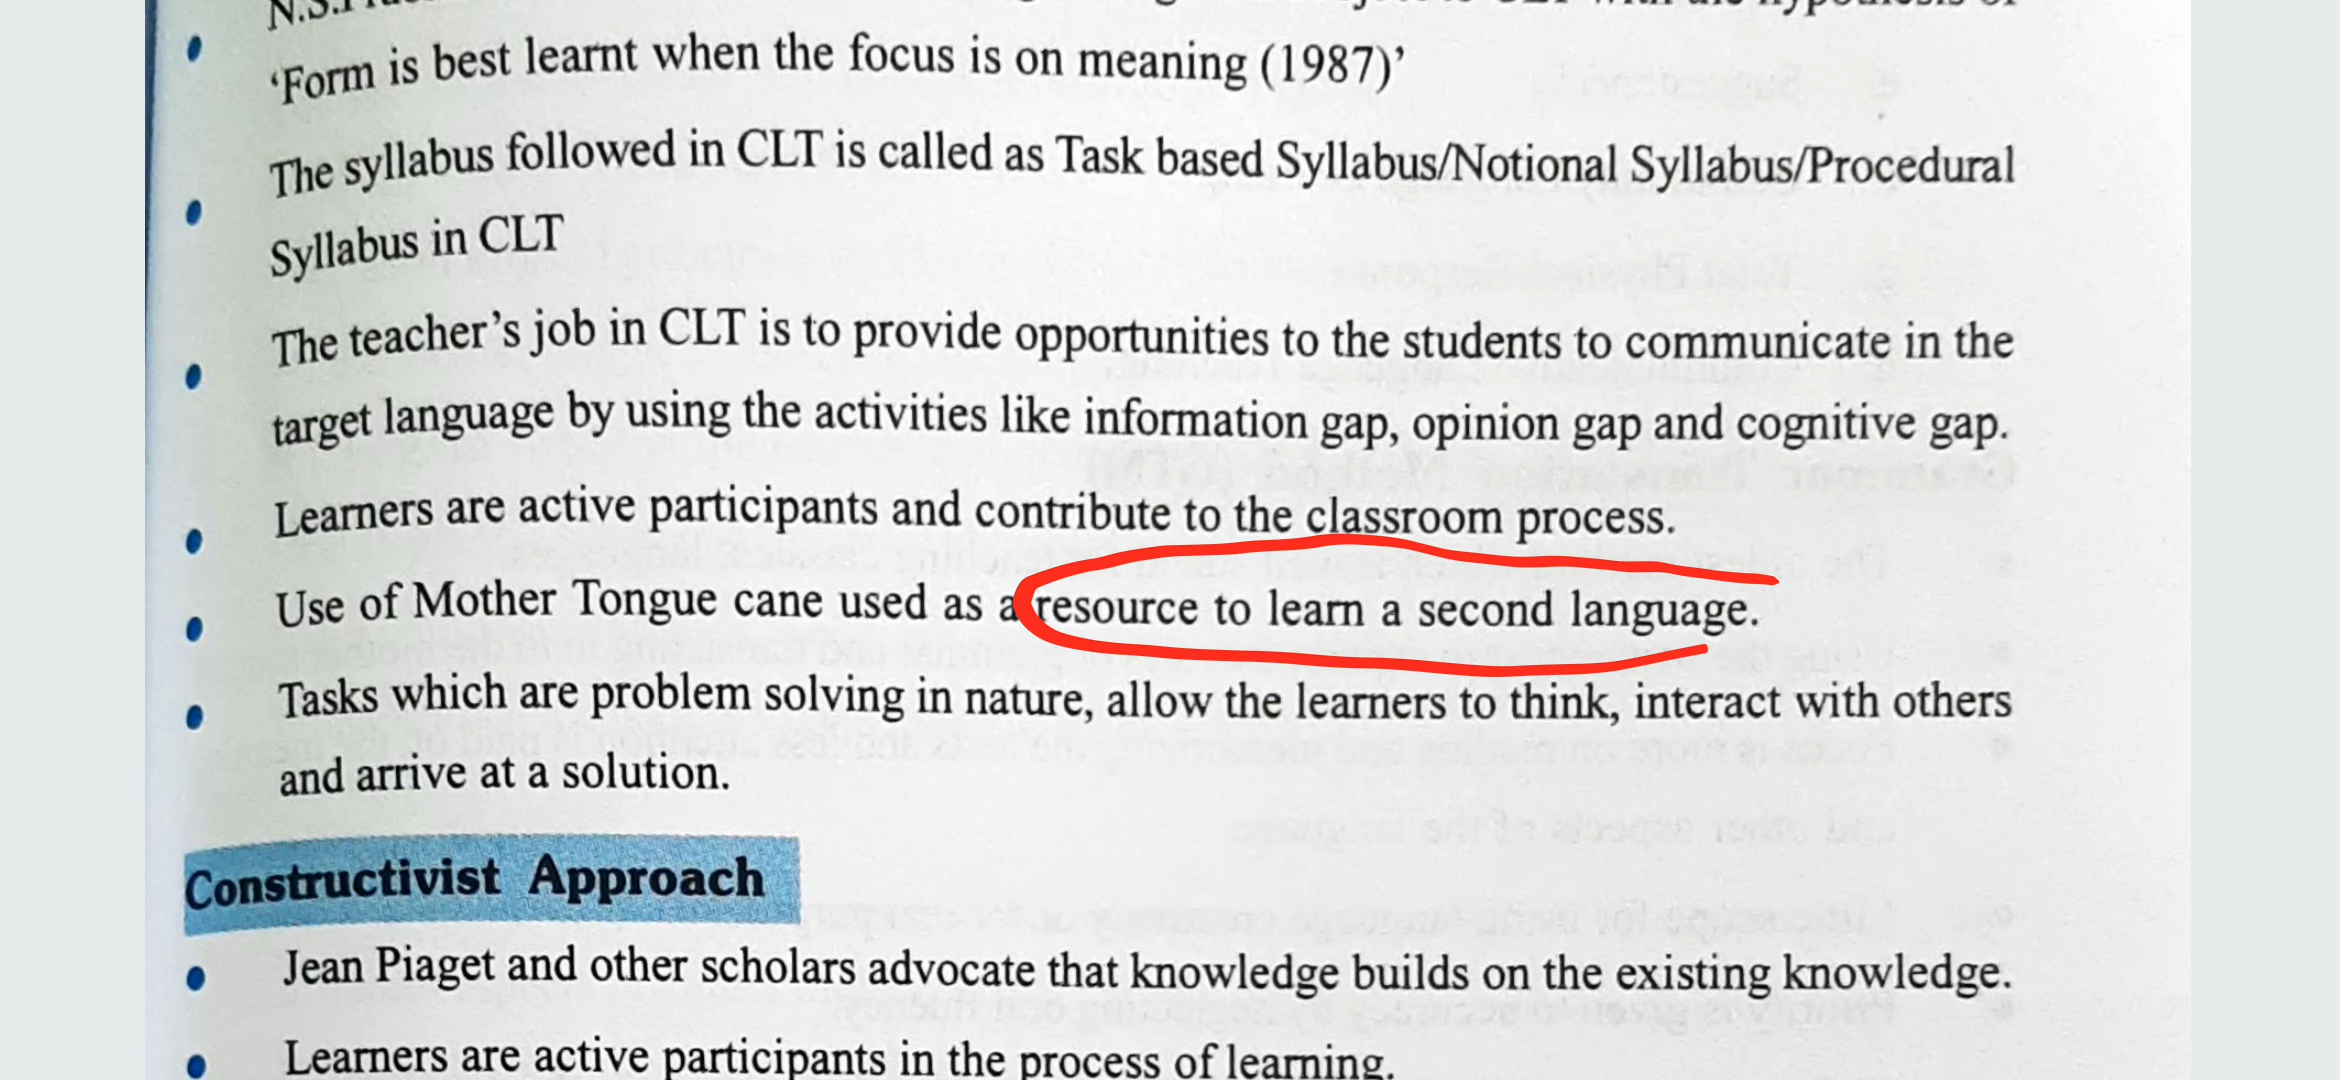 ‘Form is best learnt when the focus is on meaning (1987)’
The syllabus followed in CLT is called as Task based Syllabus/Notional Syllabus/Procedural
Syllabus in CLT
The teacher’s job in CLT is to provide opportunities to the students to communicate in the
target language by using the activities like information gap, opinion gap and cognitive gap.
Learners are active participants and contribute to the classroom process.
Use of Mother Tongue cane used as a resource to learn a second language.
Tasks which are problem solving in nature, allow the learners to think, interact with others
and arrive at a solution.
Constructivist Approach
Jean Piaget and other scholars advocate that knowledge builds on the existing knowledge.
Learners are active participants in the process of learning.